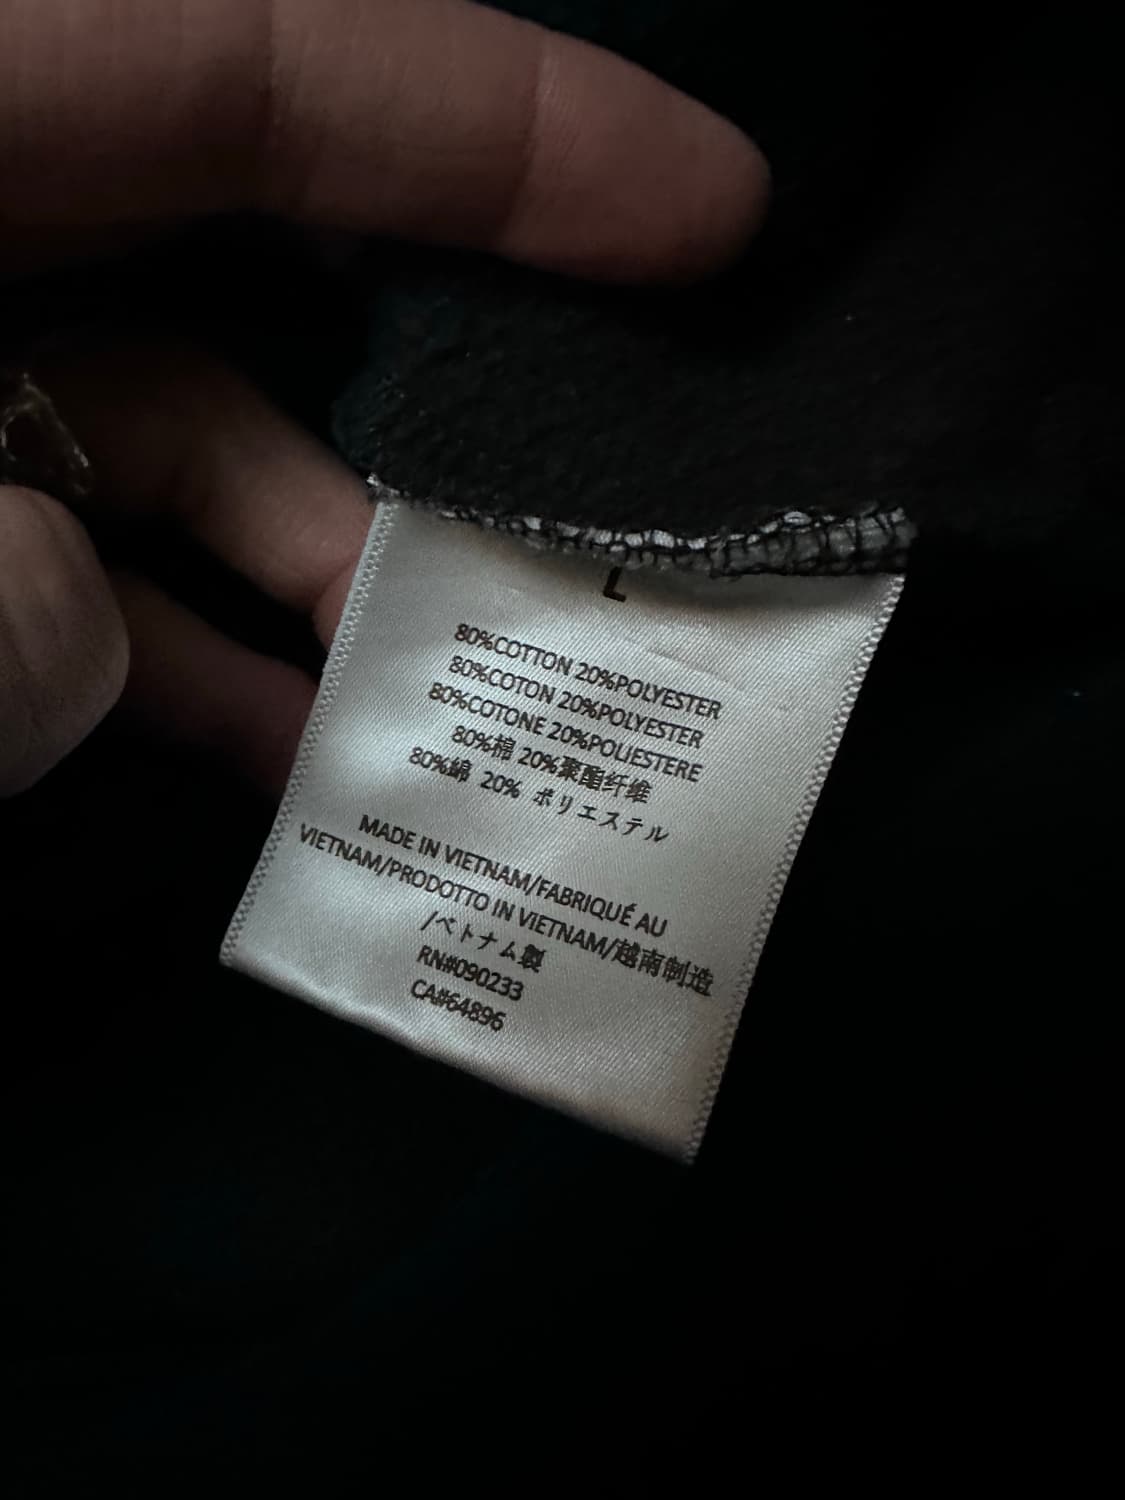 L
80%COTTON 20%POLYESTER
80%COTON 20%POLYESTER
80%COTONE 20%POLIESTERE
80%棉 20%聚酯纤维
80%綿 20% ポリエステル
MADE IN VIETNAM/FABRIQUÉ AU
VIETNAM/PRODOTTO IN VIETNAM/越南制造
/ベトナム製
RN#090233
CA#64896